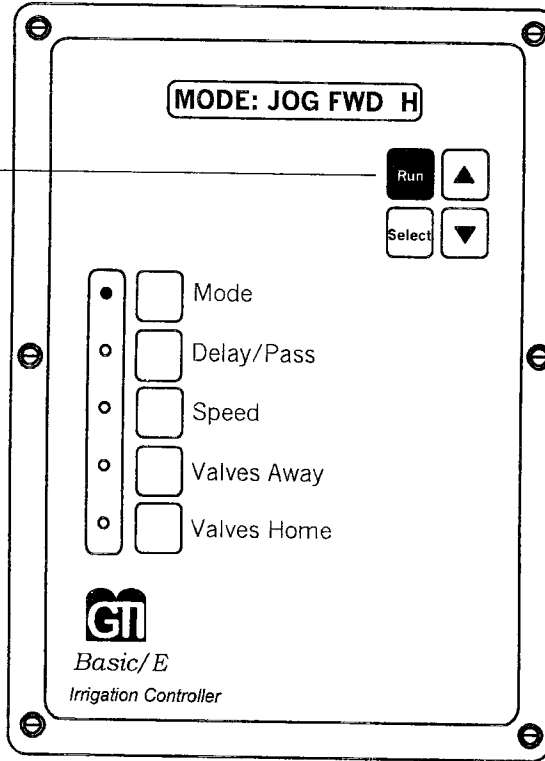 MODE: JOG FWD H
Run
Select
Mode
Delay/Pass
Speed
Valves Away
Valves Home
GTI
Basic/E
Irrigation Controller